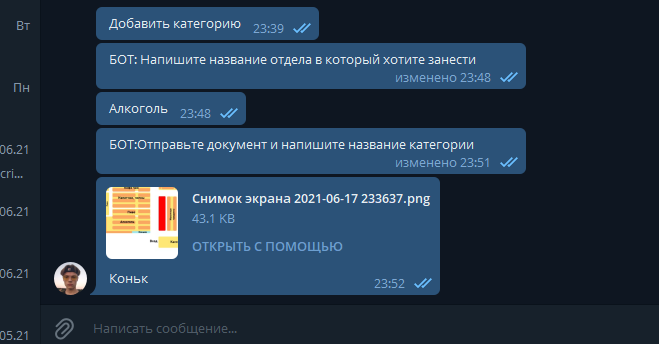 Вт
Добавить категорию 23:39
БОТ: Напишите название отдела в который хотите занести
изменено 23:48
Пн
Алкоголь 23:48
06.21
БОТ:Отправьте документ и напишите название категории
изменено 23:51
cri...
Снимок экрана 2021-06-17 233637.png
06.21
43.1 KB
ОТКРЫТЬ С ПОМОЩЬЮ
06.21
Коньк 23:52
05.21
Написать сообщение...